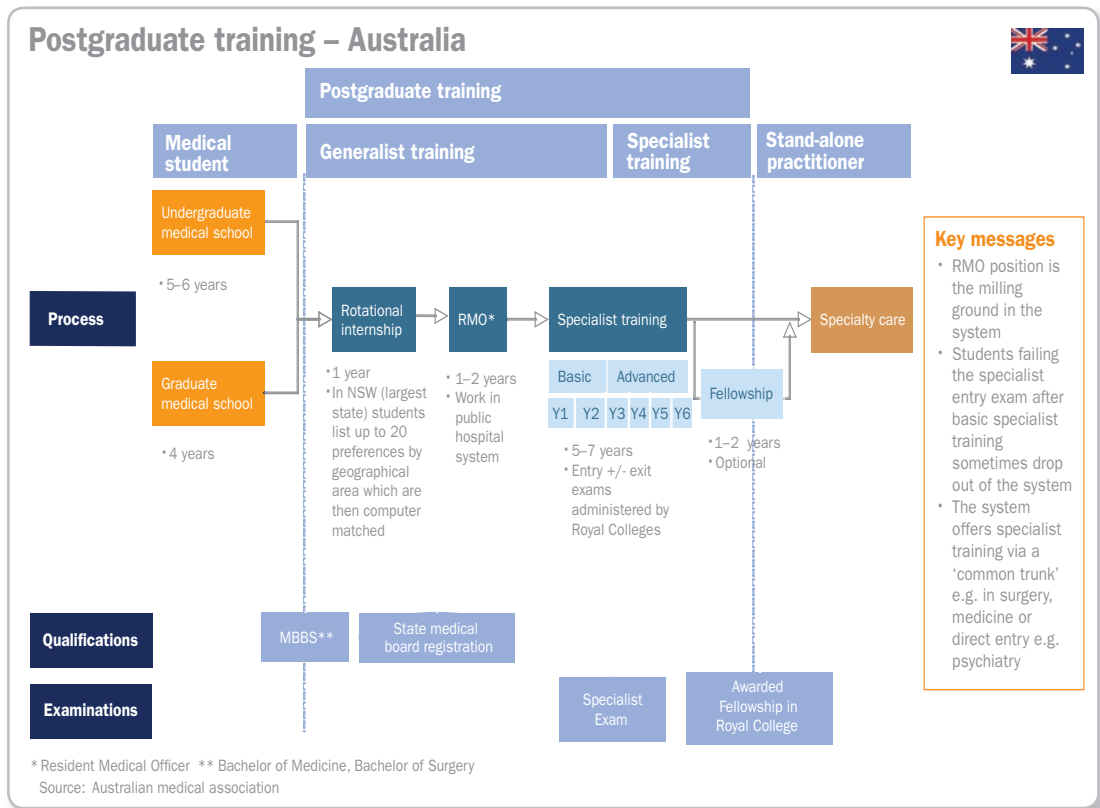 Postgraduate training – Australia
Postgraduate training
Medical
student
Generalist training
Specialist
training
Stand-alone
practitioner
Undergraduate
medical school
• 5–6 years
Process
Graduate
medical school
• 4 years
Rotational
internship
• 1 year
• In NSW (largest
state) students
list up to 20
preferences by
geographical
area which are
then computer
matched
RMO*
• 1–2 years
• Work in
public
hospital
system
Specialist training
Basic
Advanced
Y1 Y2 Y3 Y4 Y5 Y6
• 5–7 years
• Entry +/- exit
exams
administered by
Royal Colleges
Fellowship
• 1–2 years
• Optional
Specialty care
Key messages
• RMO position is
the milling
ground in the
system
• Students failing
the specialist
entry exam after
basic specialist
training
sometimes drop
out of the system
• The system
offers specialist
training via a
‘common trunk’
e.g. in surgery,
medicine or
direct entry e.g.
psychiatry
Qualifications
MBBS**
State medical
board registration
Examinations
Specialist
Exam
Awarded
Fellowship in
Royal College
* Resident Medical Officer ** Bachelor of Medicine, Bachelor of Surgery
Source: Australian medical association